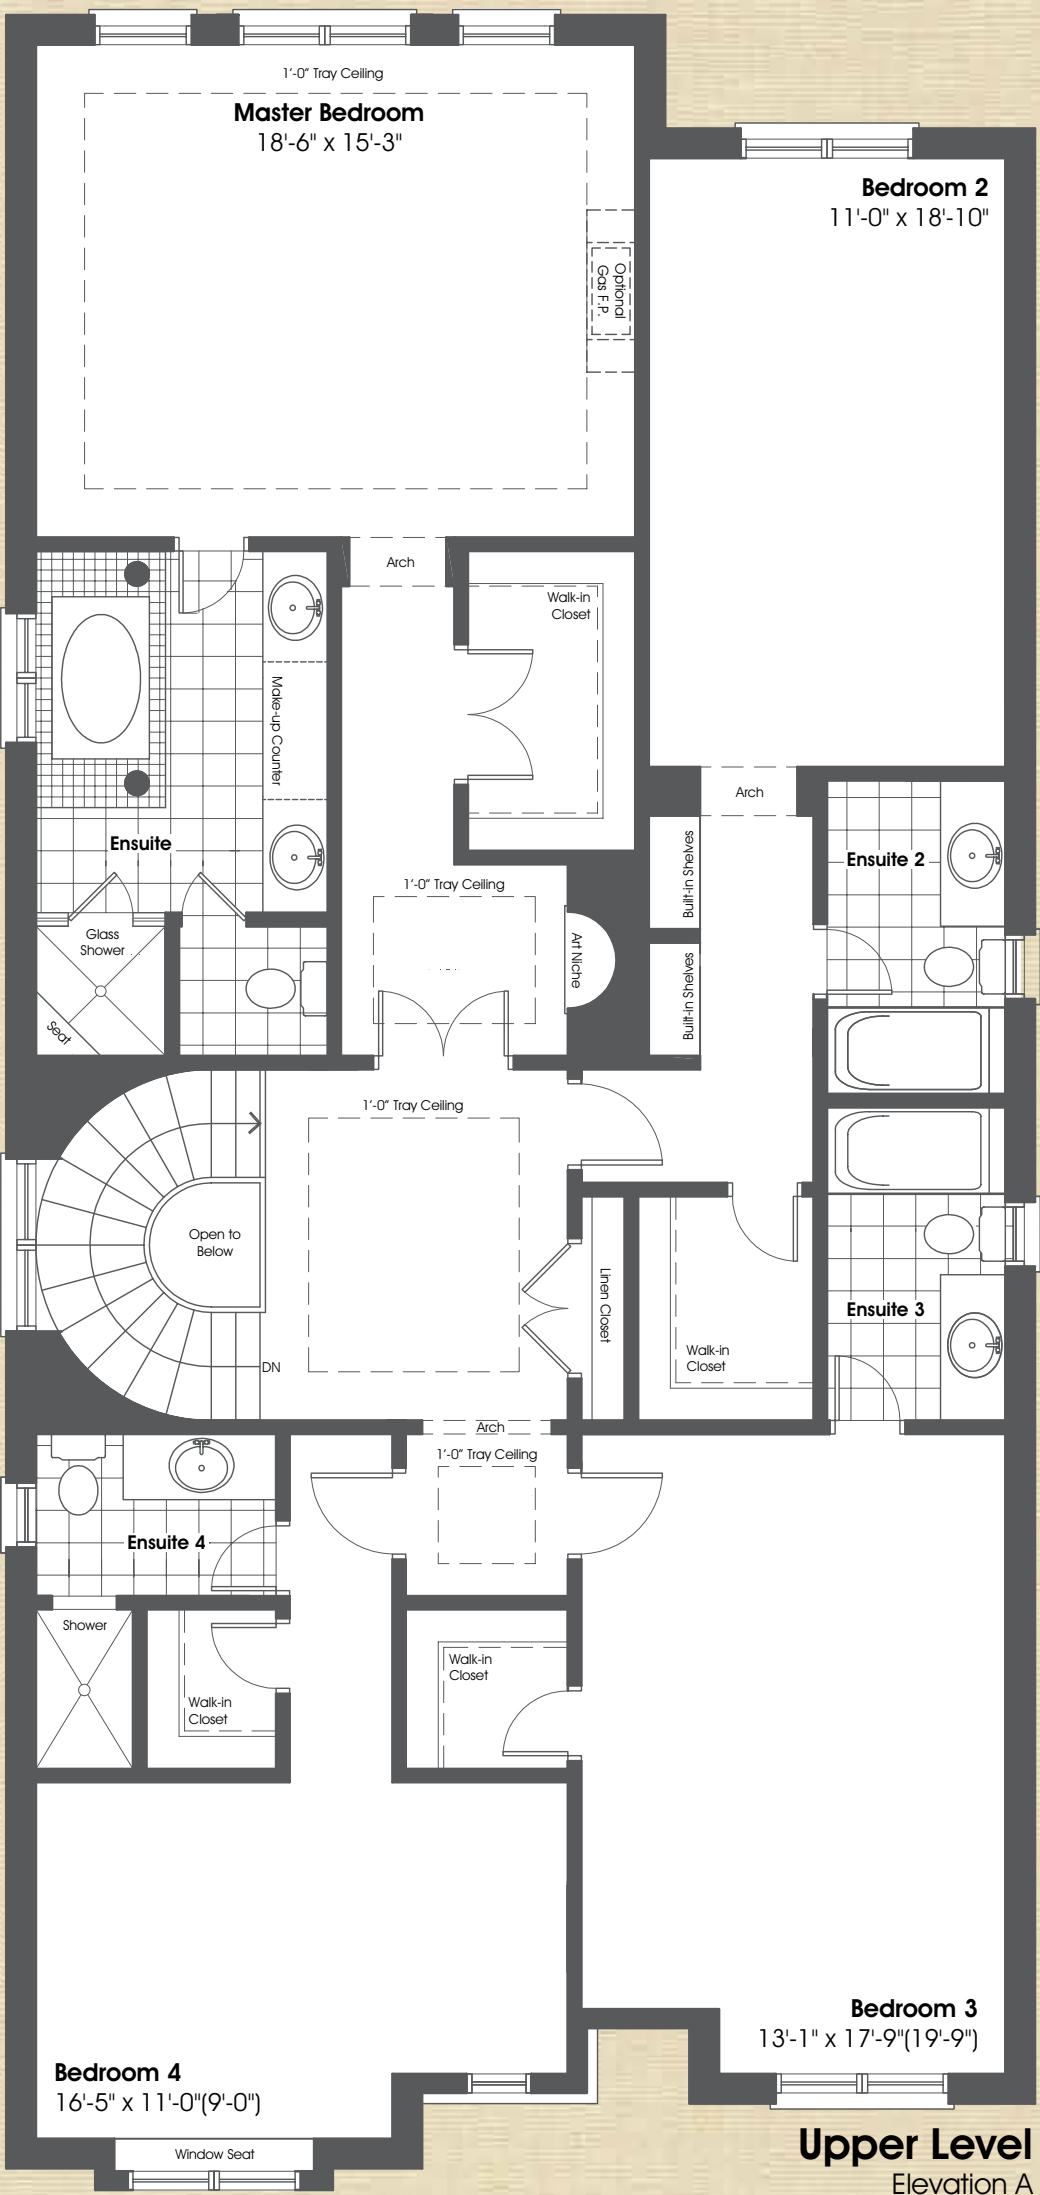 1'-0" Tray Ceiling
Master Bedroom
18'-6" x 15'-3"
Bedroom 2
11'-0" x 18'-10"
Optional
Gas F.P.
Arch
Walk-in
Closet
Make-up Counter
Arch
Ensuite
Ensuite 2
Built-in Shelves
1'-0" Tray Ceiling
Glass
Shower
Art Niche
Built-in Shelves
Seat
1'-0" Tray Ceiling
Open to
Below
Linen Closet
Ensuite 3
Walk-in
Closet
DN
Arch
1'-0" Tray Ceiling
Ensuite 4
Shower
Walk-in
Closet
Walk-in
Closet
Bedroom 3
13'-1" x 17'-9"(19'-9")
Bedroom 4
16'-5" x 11'-0"(9'-0")
Window Seat
Upper Level
Elevation A